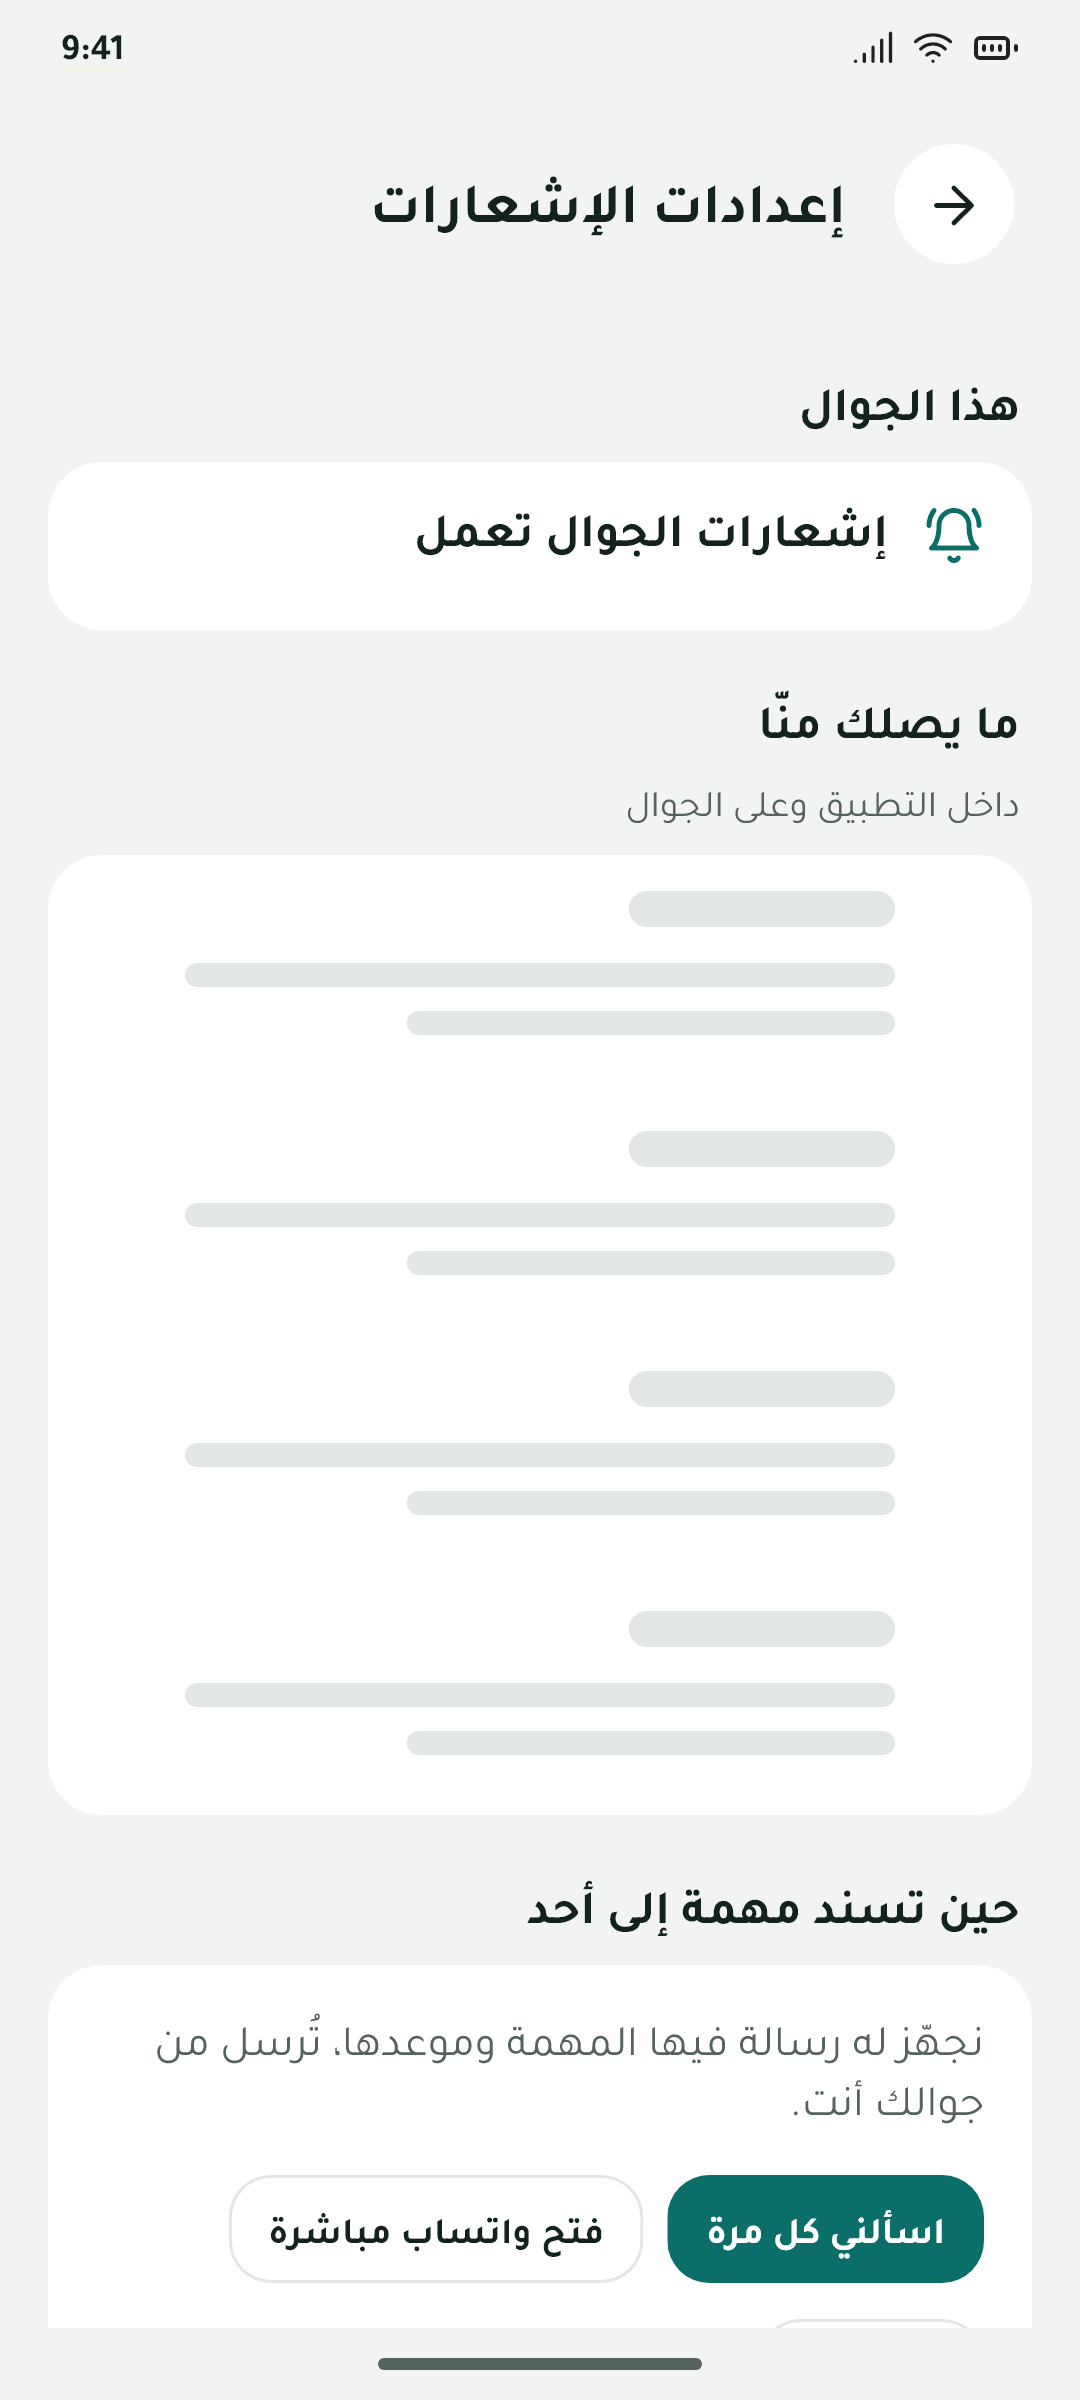 9:41
إعدادات الإشعارات
هذا الجوال
إشعارات الجوال تعمل
ما يصلك منّا
داخل التطبيق وعلى الجوال
حين تسند مهمة إلى أحد
نجهّز له رسالة فيها المهمة وموعدها، تُرسل من
جوالك أنت.
اسألني كل مرة
فتح واتساب مباشرة